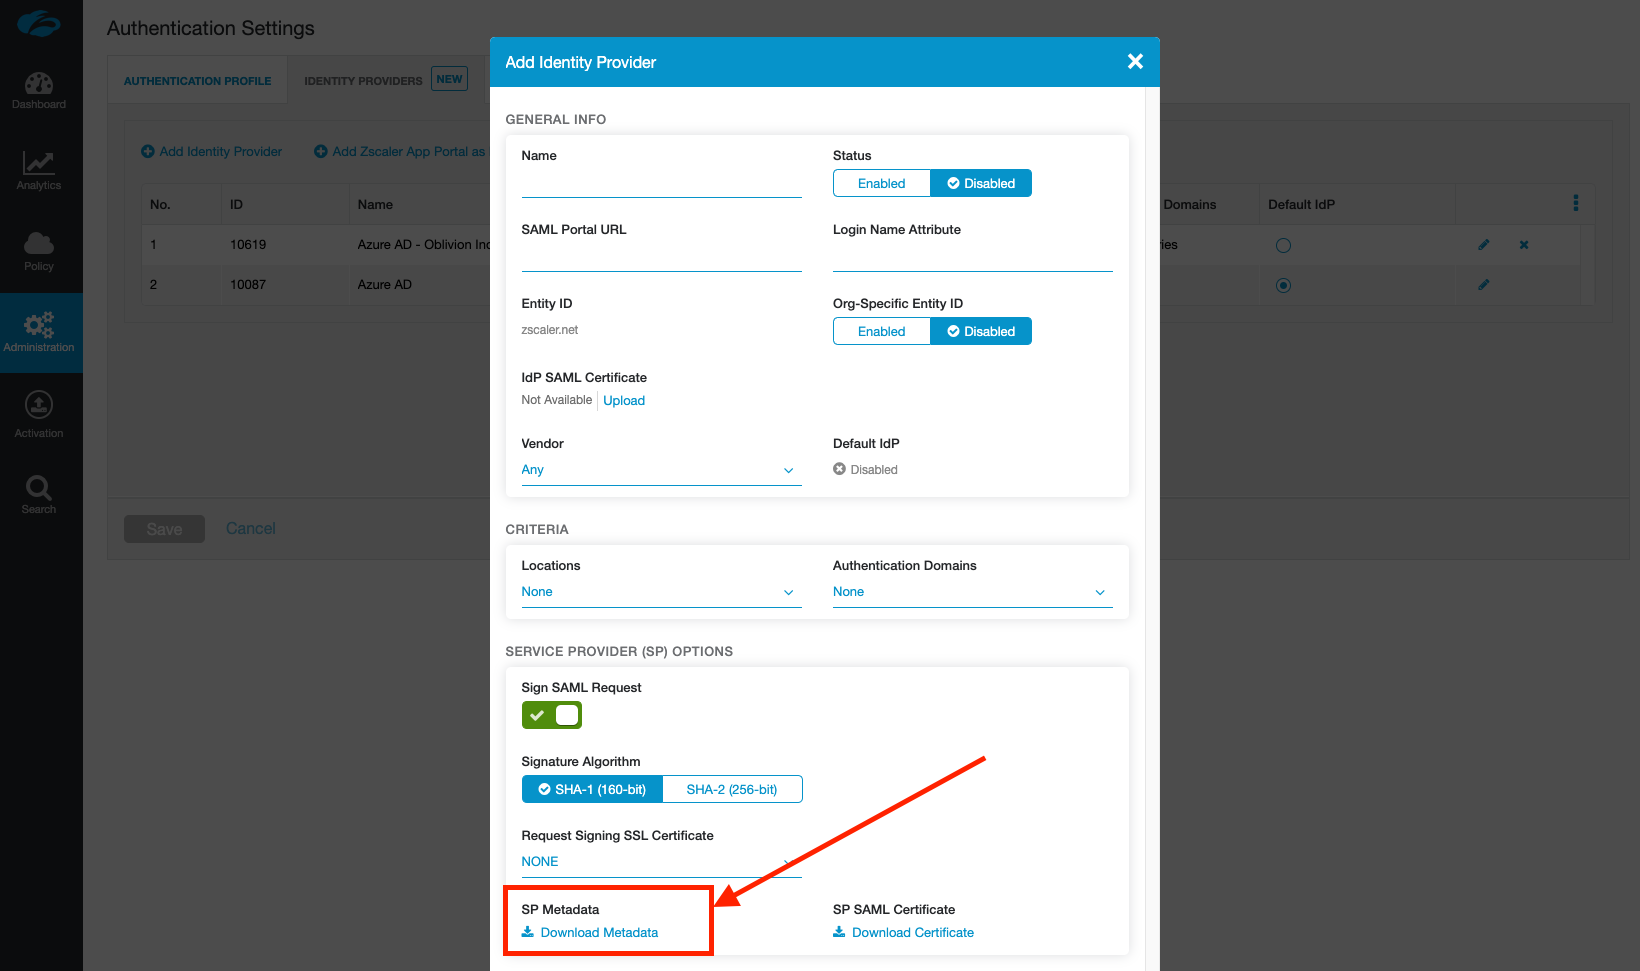 Authentication Settings
AUTHENTICATION PROFILE
IDENTITY PROVIDERS NEW
Add Identity Provider
Add Zscaler App Portal as
No. ID Name Domains Default IdP
1 10619 Azure AD - Oblivion Inc ries
2 10087 Azure AD
Save Cancel
Dashboard
Analytics
Policy
Administration
Activation
Search
Add Identity Provider
GENERAL INFO
Name
Status
Enabled Disabled
SAML Portal URL
Login Name Attribute
Entity ID
zscaler.net
Org-Specific Entity ID
Enabled Disabled
IdP SAML Certificate
Not Available Upload
Vendor
Any
Default IdP
Disabled
CRITERIA
Locations
None
Authentication Domains
None
SERVICE PROVIDER (SP) OPTIONS
Sign SAML Request
Signature Algorithm
SHA-1 (160-bit) SHA-2 (256-bit)
Request Signing SSL Certificate
NONE
SP Metadata
Download Metadata
SP SAML Certificate
Download Certificate